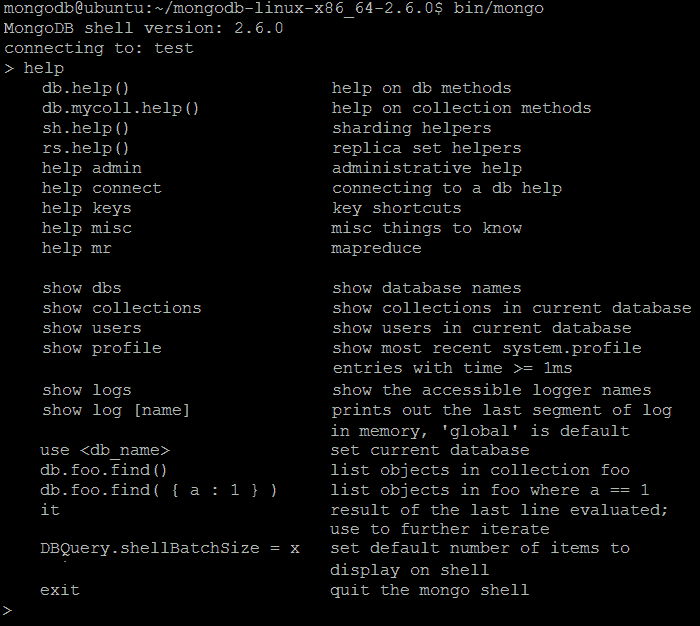 mongodb@ubuntu:~/mongodb-linux-x86_64-2.6.0$ bin/mongo
MongoDB shell version: 2.6.0
connecting to: test
> help
db.help() help on db methods
db.mycoll.help() help on collection methods
sh.help() sharding helpers
rs.help() replica set helpers
help admin administrative help
help connect connecting to a db help
help keys key shortcuts
help misc misc things to know
help mr mapreduce
show dbs show database names
show collections show collections in current database
show users show users in current database
show profile show most recent system.profile
entries with time >= 1ms
show logs show the accessible logger names
show log [name] prints out the last segment of log
in memory, 'global' is default
use <db_name> set current database
db.foo.find() list objects in collection foo
db.foo.find( { a : 1 } ) list objects in foo where a == 1
it result of the last line evaluated;
use to further iterate
DBQuery.shellBatchSize = x set default number of items to
display on shell
exit quit the mongo shell
>